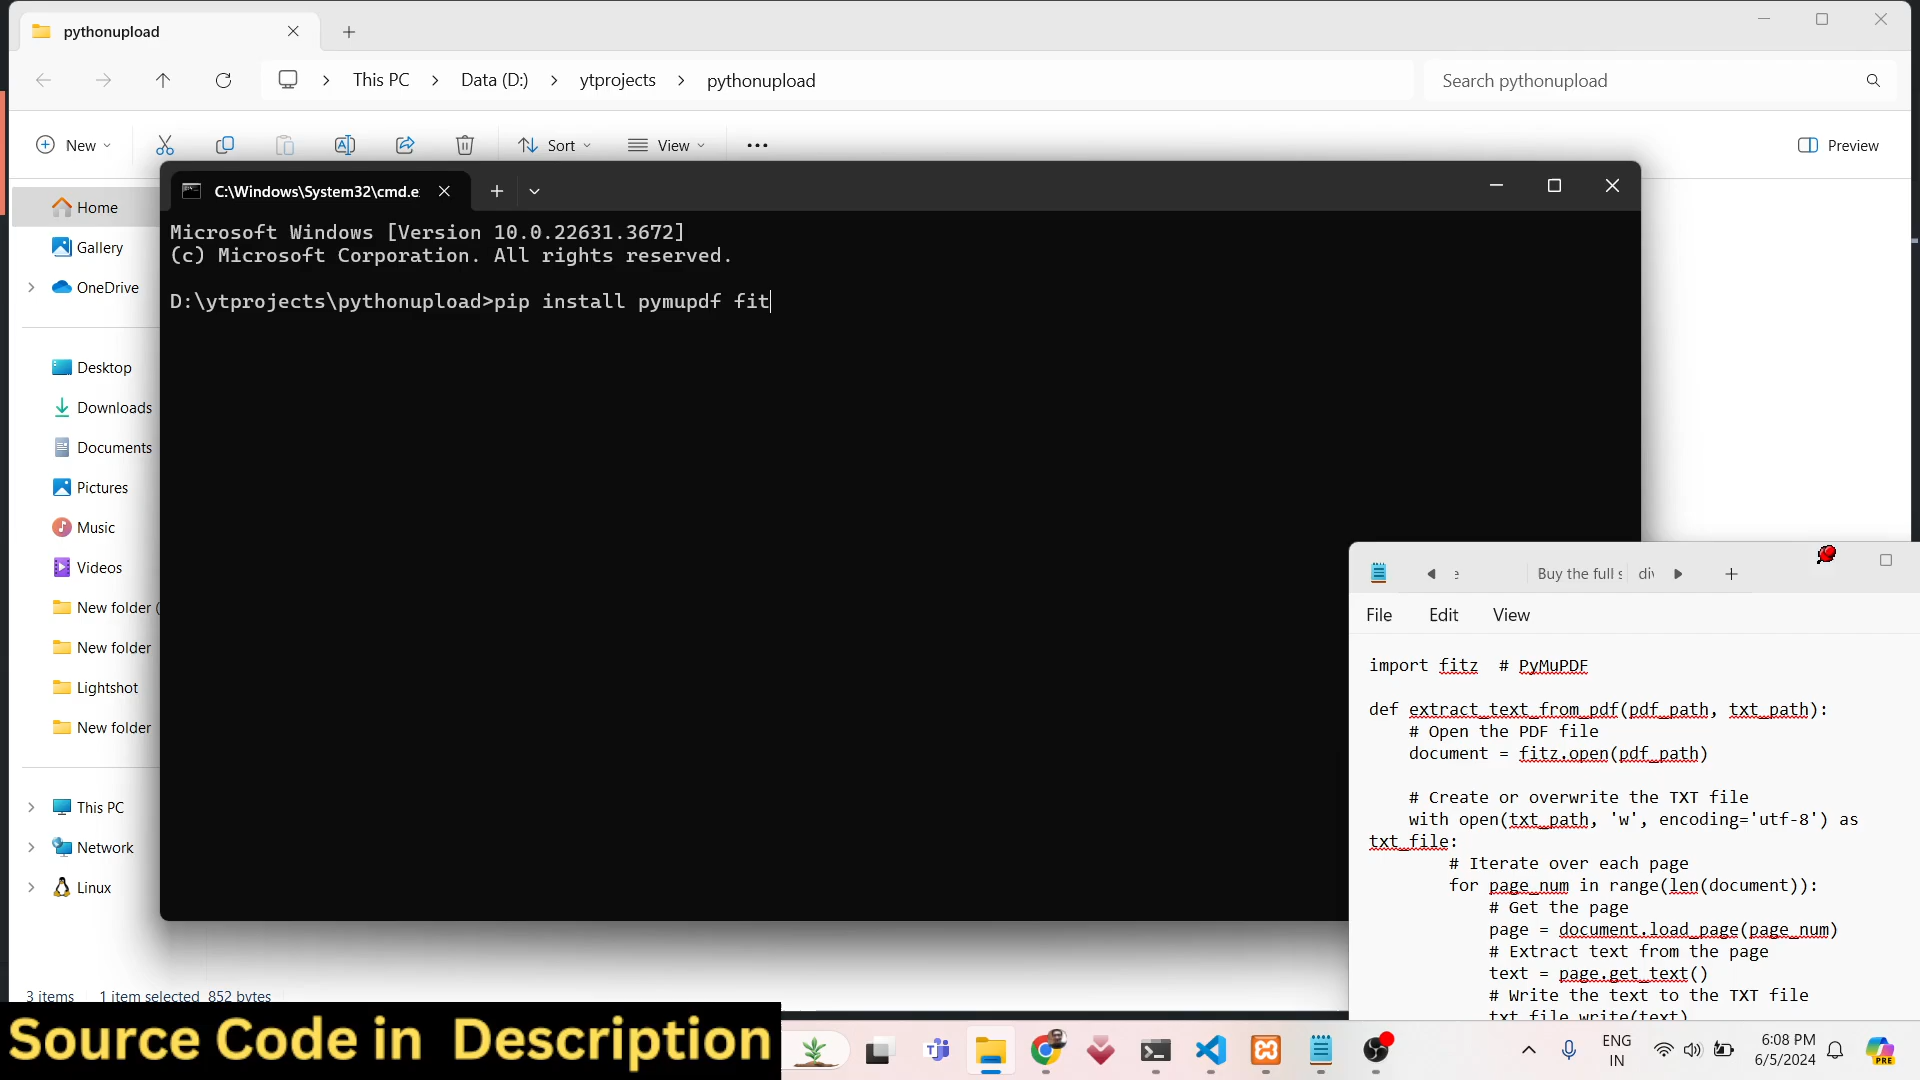 pythonupload
This PC
Data (D:)
ytprojects
pythonupload
Search pythonupload
New
Sort
View
Preview
Home
Gallery
OneDrive
Desktop
Downloads
Documents
Pictures
Music
Videos
New folder (
New folder
Lightshot
New folder
This PC
Network
Linux
3 items 1 item selected 852 bytes
C:\Windows\System32\cmd.e
Microsoft Windows [Version 10.0.22631.3672]
(c) Microsoft Corporation. All rights reserved.
D:\ytprojects\pythonupload>pip install pymupdf fit
e
Buy the full s
div
File Edit View
import fitz # PyMuPDF
def extract_text_from_pdf(pdf_path, txt_path):
# Open the PDF file
document = fitz.open(pdf_path)
# Create or overwrite the TXT file
with open(txt_path, 'w', encoding='utf-8') as
txt_file:
# Iterate over each page
for page_num in range(len(document)):
# Get the page
page = document.load_page(page_num)
# Extract text from the page
text = page.get_text()
# Write the text to the TXT file
txt_file.write(text)
Source Code in Description
ENG
IN
6:08 PM
6/5/2024
PRE